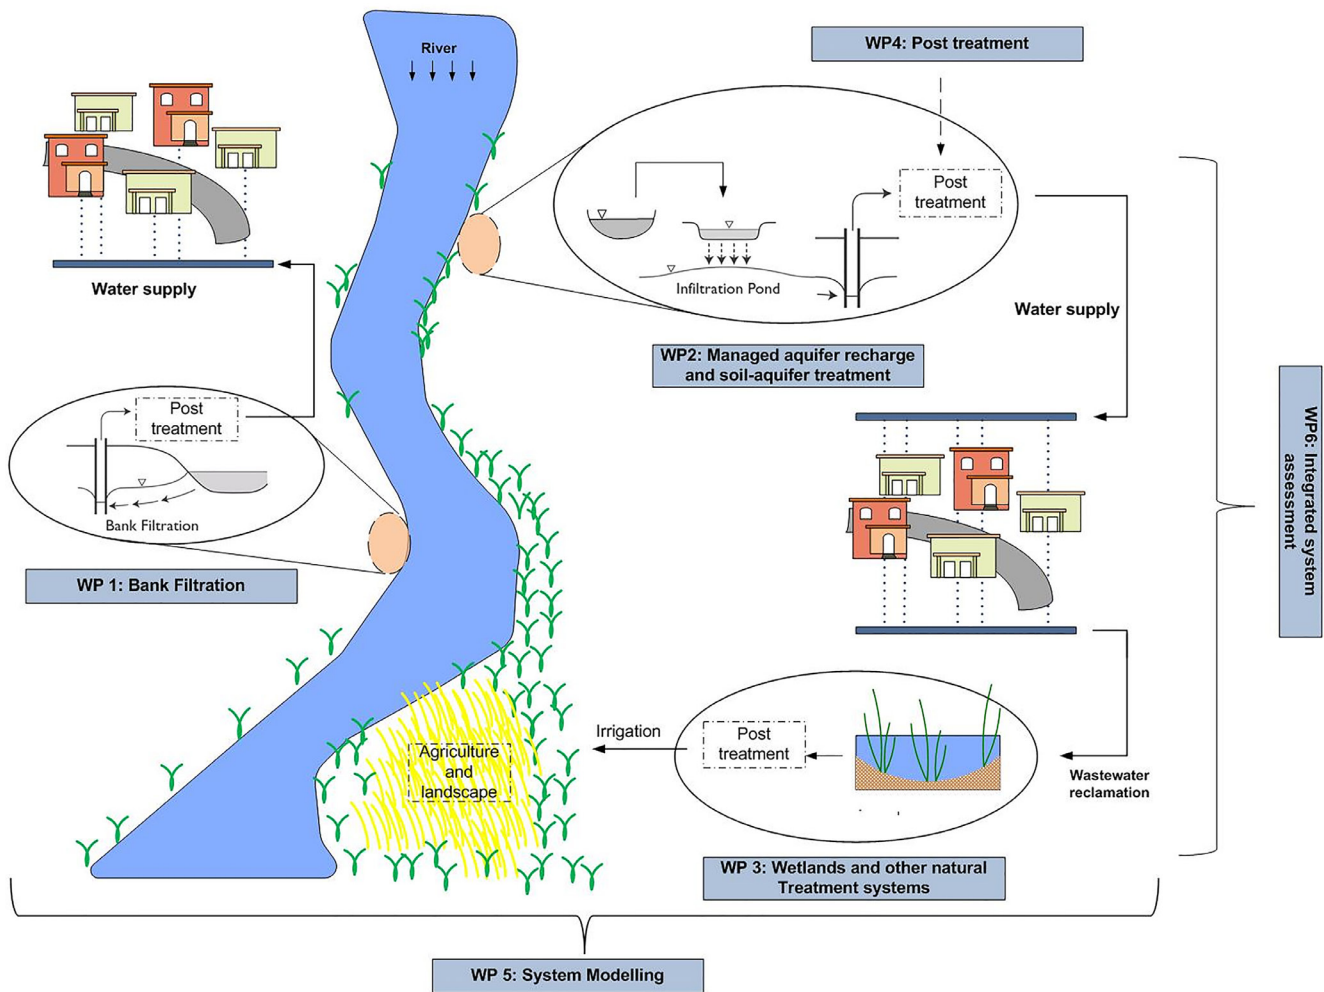 River
WP4: Post treatment
Post
treatment
Infiltration Pond
Water supply
Water supply
WP2: Managed aquifer recharge
and soil-aquifer treatment
Post
treatment
Bank Filtration
WP 1: Bank Filtration
WP6: Integrated system
assessment
Irrigation
Post
treatment
Agriculture
and
landscape
Wastewater
reclamation
WP 3: Wetlands and other natural
Treatment systems
WP 5: System Modelling